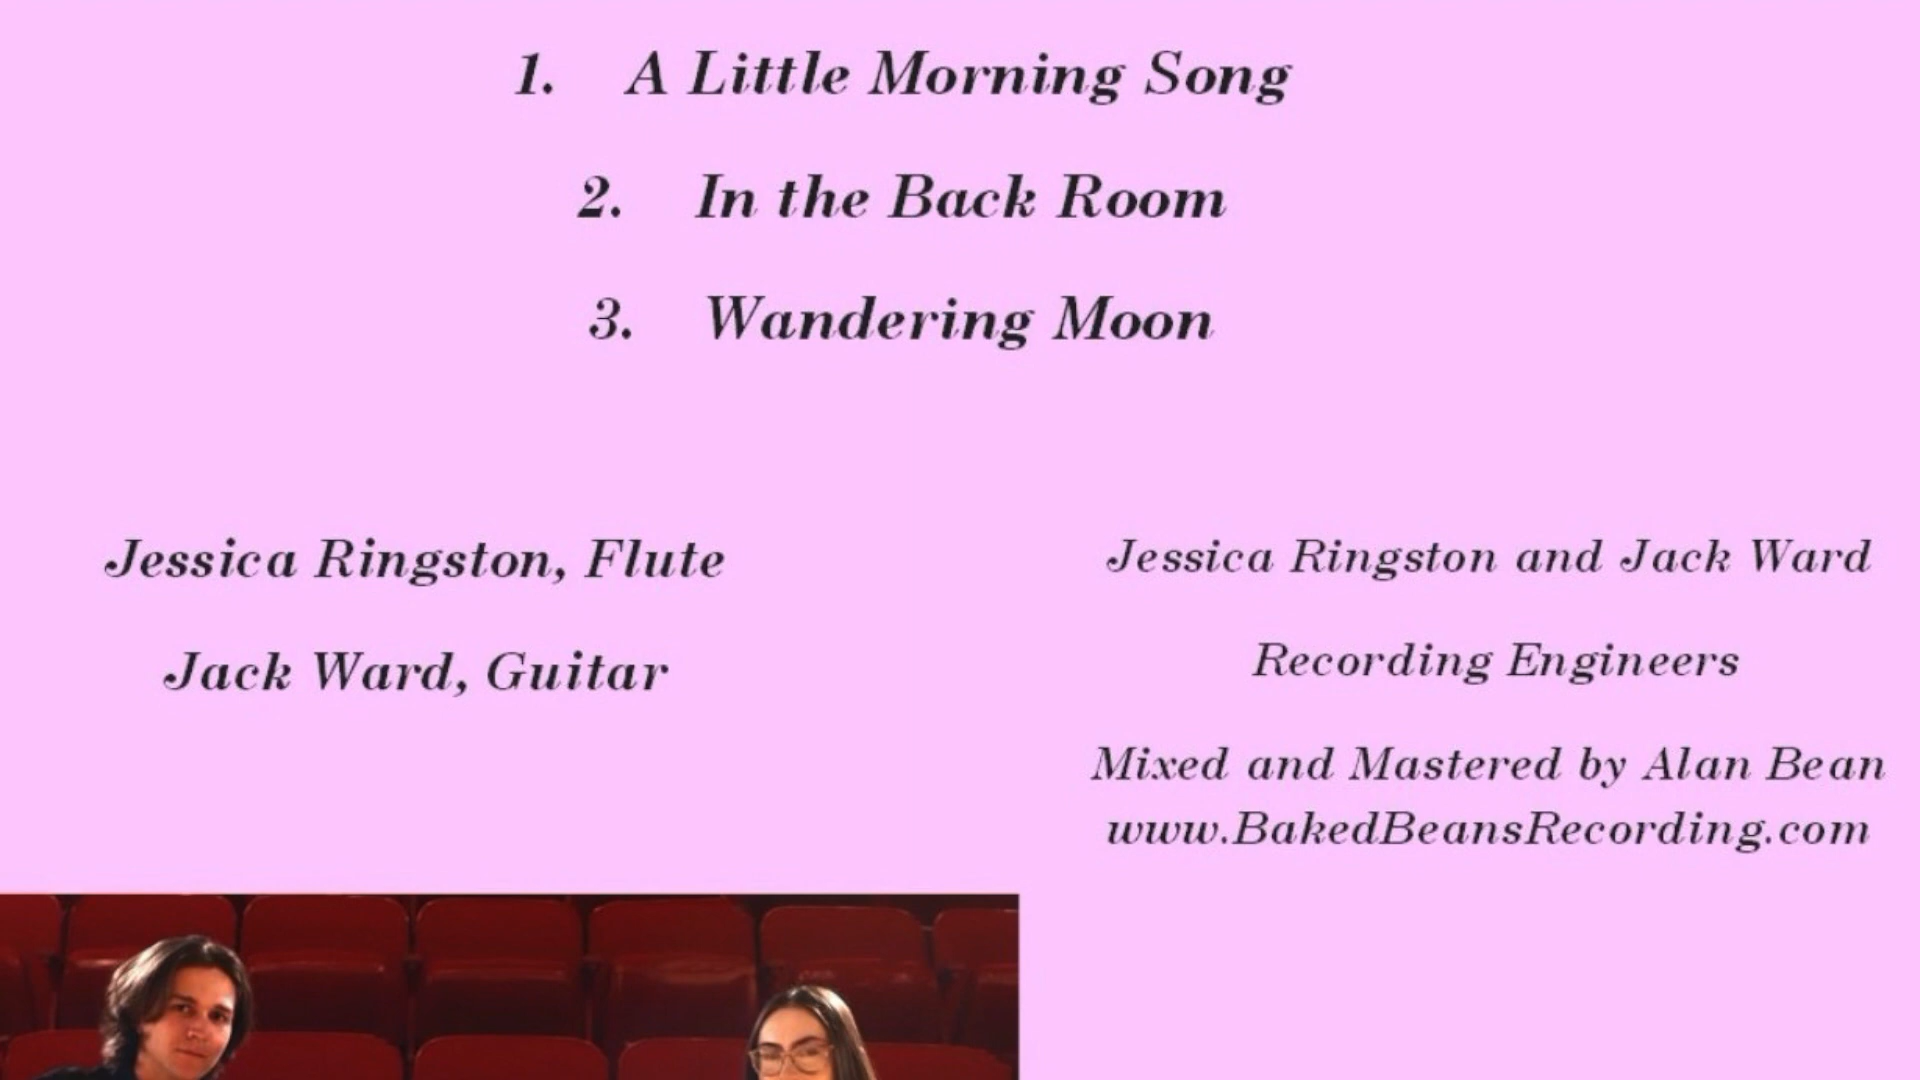 1. A Little Morning Song
2. In the Back Room
3. Wandering Moon
Jessica Ringston, Flute
Jack Ward, Guitar
Jessica Ringston and Jack Ward
Recording Engineers
Mixed and Mastered by Alan Bean
www.BakedBeansRecording.com